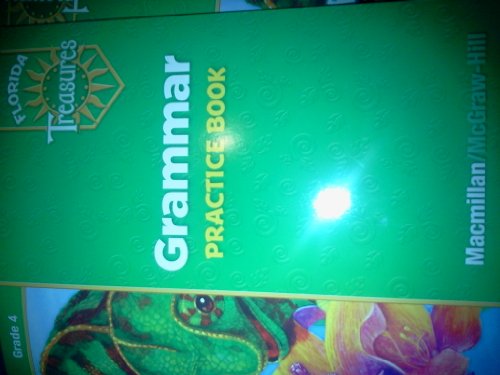 FLORIDA
Treasures
Grammar
PRACTICE BOOK
Macmillan/McGraw-Hill
Grade 4